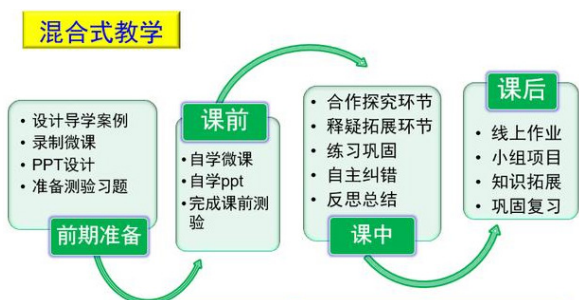 混合式教学
• 设计导学案例
• 录制微课
• PPT设计
• 准备测验习题
前期准备
课前
•自学微课
•自学ppt
•完成课前测
验
• 合作探究环节
• 释疑拓展环节
• 练习巩固
• 自主纠错
• 反思总结
课中
课后
• 线上作业
• 小组项目
• 知识拓展
• 巩固复习